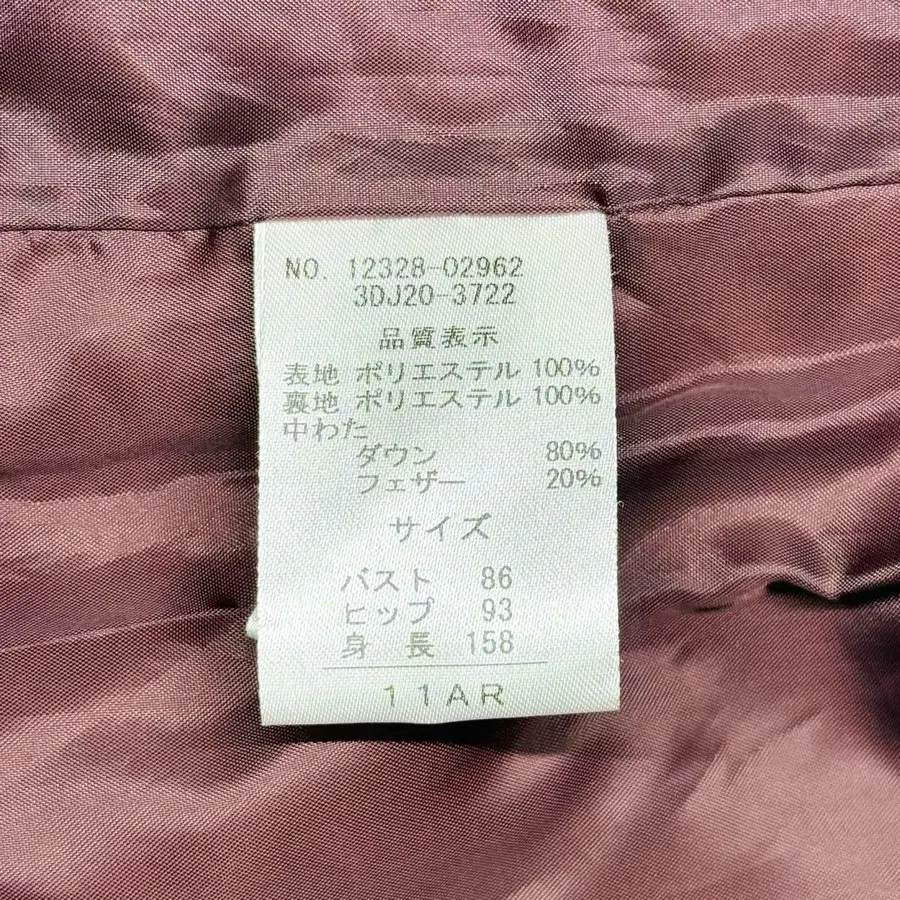 NO. 12328-02962
3DJ20-3722
品質表示
表地 ポリエステル 100%
裏地 ポリエステル 100%
中わた
ダウン 80%
フェザー 20%
サイズ
バスト 86
ヒップ 93
身長 158
11AR